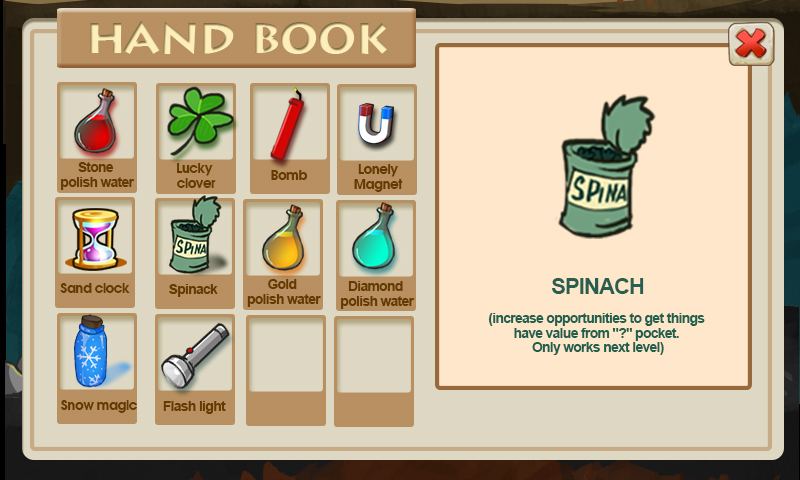 HAND BOOK
Stone
polish water
Lucky
clover
Bomb
Lonely
Magnet
Sand clock
SPINA
Spinack
Gold
polish water
Diamond
polish water
Snow magic
Flash light
SPINA
SPINACH
(increase opportunities to get things
have value from "?" pocket.
Only works next level)